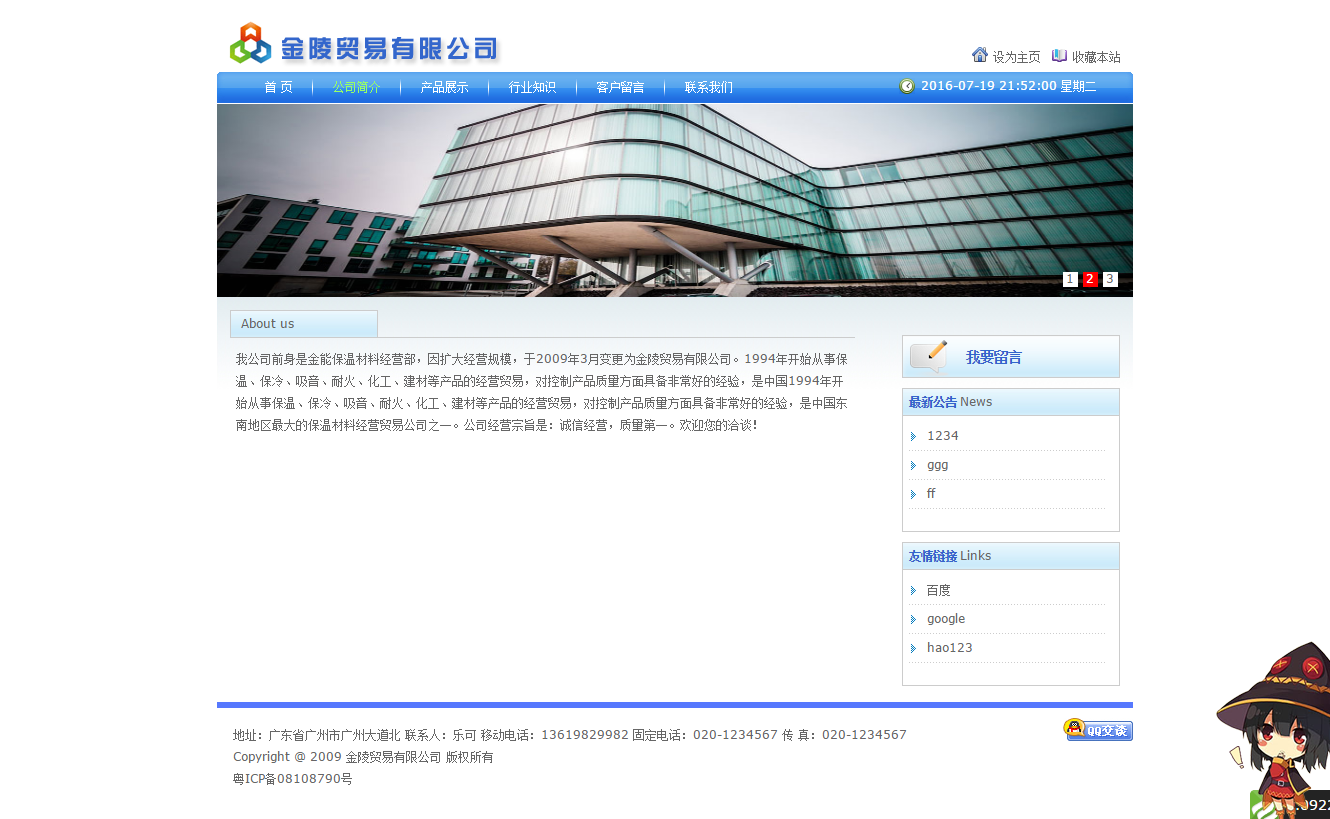 金陵贸易有限公司
设为主页 收藏本站
首 页 公司简介 产品展示 行业知识 客户留言 联系我们 2016-07-19 21:52:00 星期二
1 2 3
About us
我公司前身是金能保温材料经营部，因扩大经营规模，于2009年3月变更为金陵贸易有限公司。1994年开始从事保
温、保冷、吸音、耐火、化工、建材等产品的经营贸易，对控制产品质量方面具备非常好的经验，是中国1994年开
始从事保温、保冷、吸音、耐火、化工、建材等产品的经营贸易，对控制产品质量方面具备非常好的经验，是中国东
南地区最大的保温材料经营贸易公司之一。公司经营宗旨是：诚信经营，质量第一。欢迎您的洽谈！
我要留言
最新公告 News
1234
ggg
ff
友情链接 Links
百度
google
hao123
地址：广东省广州市广州大道北 联系人：乐可 移动电话：13619829982 固定电话：020-1234567 传 真：020-1234567
QQ交谈
Copyright @ 2009 金陵贸易有限公司 版权所有
粤ICP备08108790号